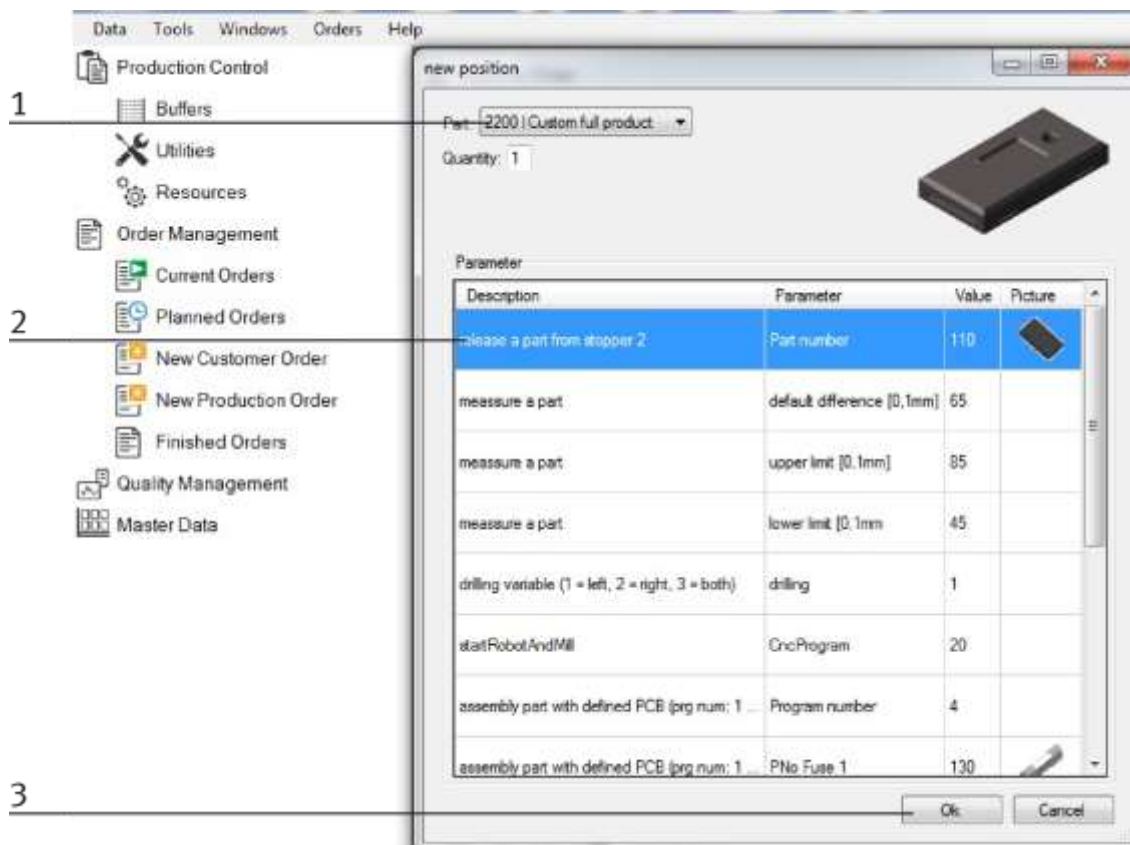 Data Tools Windows Orders Help
Production Control
1
Buffers
Utilities
Resources
Order Management
Current Orders
2
Planned Orders
New Customer Order
New Production Order
Finished Orders
Quality Management
Master Data
3
new position
Part: 2200 | Custom full product
Quantity: 1
Parameter
Description Parameter Value Picture
release a part from stopper 2 Part number 110
meassure a part default difference [0,1mm] 65
meassure a part upper limit [0,1mm] 85
meassure a part lower limit [0,1mm 45
drilling variable (1 = left, 2 = right, 3 = both) drilling 1
startRobotAndMill CncProgram 20
assembly part with defined PCB (prg num: 1 ... Program number 4
assembly part with defined PCB (prg num: 1 ... PNo Fuse 1 130
Ok Cancel